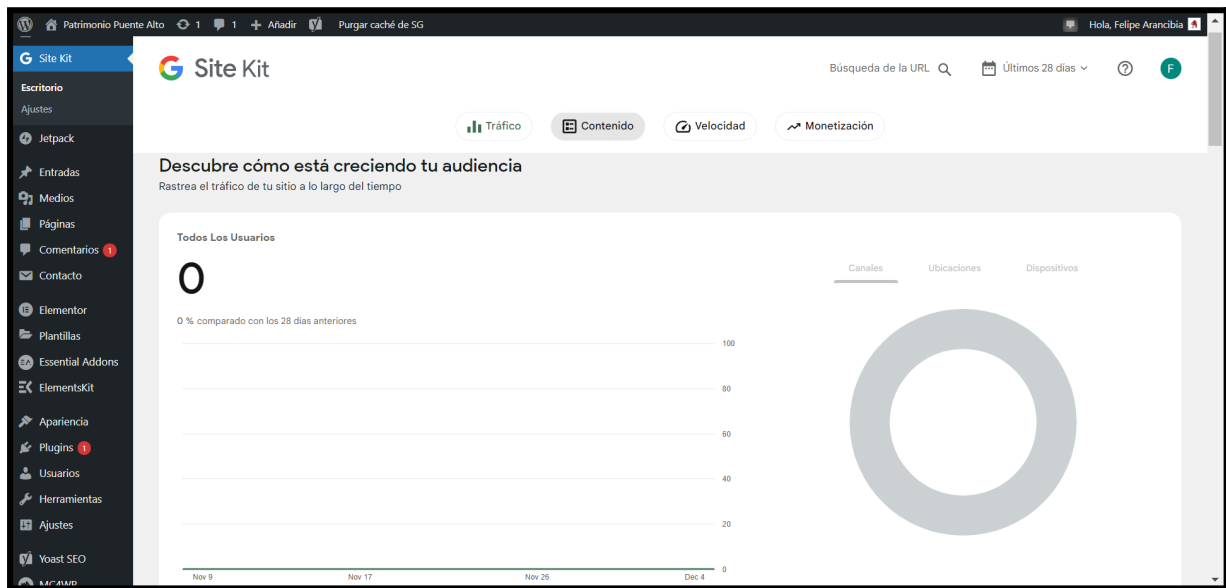 Patrimonio Puente Alto 1 1 Añadir Purgar caché de SG Hola, Felipe Arancibia
Site Kit
Escritorio
Ajustes
Jetpack
Entradas
Medios
Páginas
Comentarios 1
Contacto
Elementor
Plantillas
Essential Addons
ElementsKit
Apariencia
Plugins 1
Usuarios
Herramientas
Ajustes
Yoast SEO
MC4WP
G Site Kit
Búsqueda de la URL Últimos 28 días F
Tráfico Contenido Velocidad Monetización
Descubre cómo está creciendo tu audiencia
Rastrea el tráfico de tu sitio a lo largo del tiempo
Todos Los Usuarios
0
0 % comparado con los 28 días anteriores
Canales Ubicaciones Dispositivos
100
80
60
40
20
0
Nov 9 Nov 17 Nov 26 Dec 4